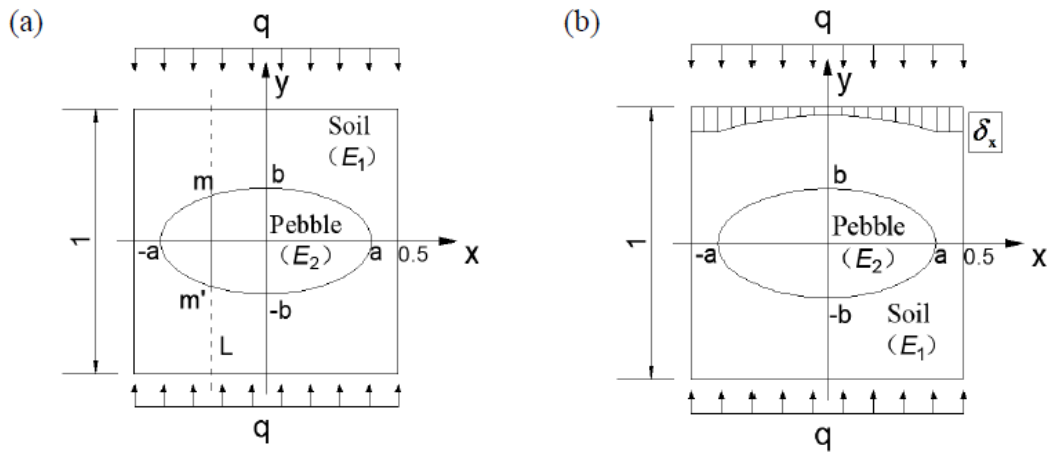 (a)
q
y
Soil
(E₁)
m
b
Pebble
(E₂)
1
-a
a
0.5
x
m'
-b
L
q
(b)
q
y
δₓ
b
Pebble
(E₂)
1
-a
a
0.5
x
-b
Soil
(E₁)
q